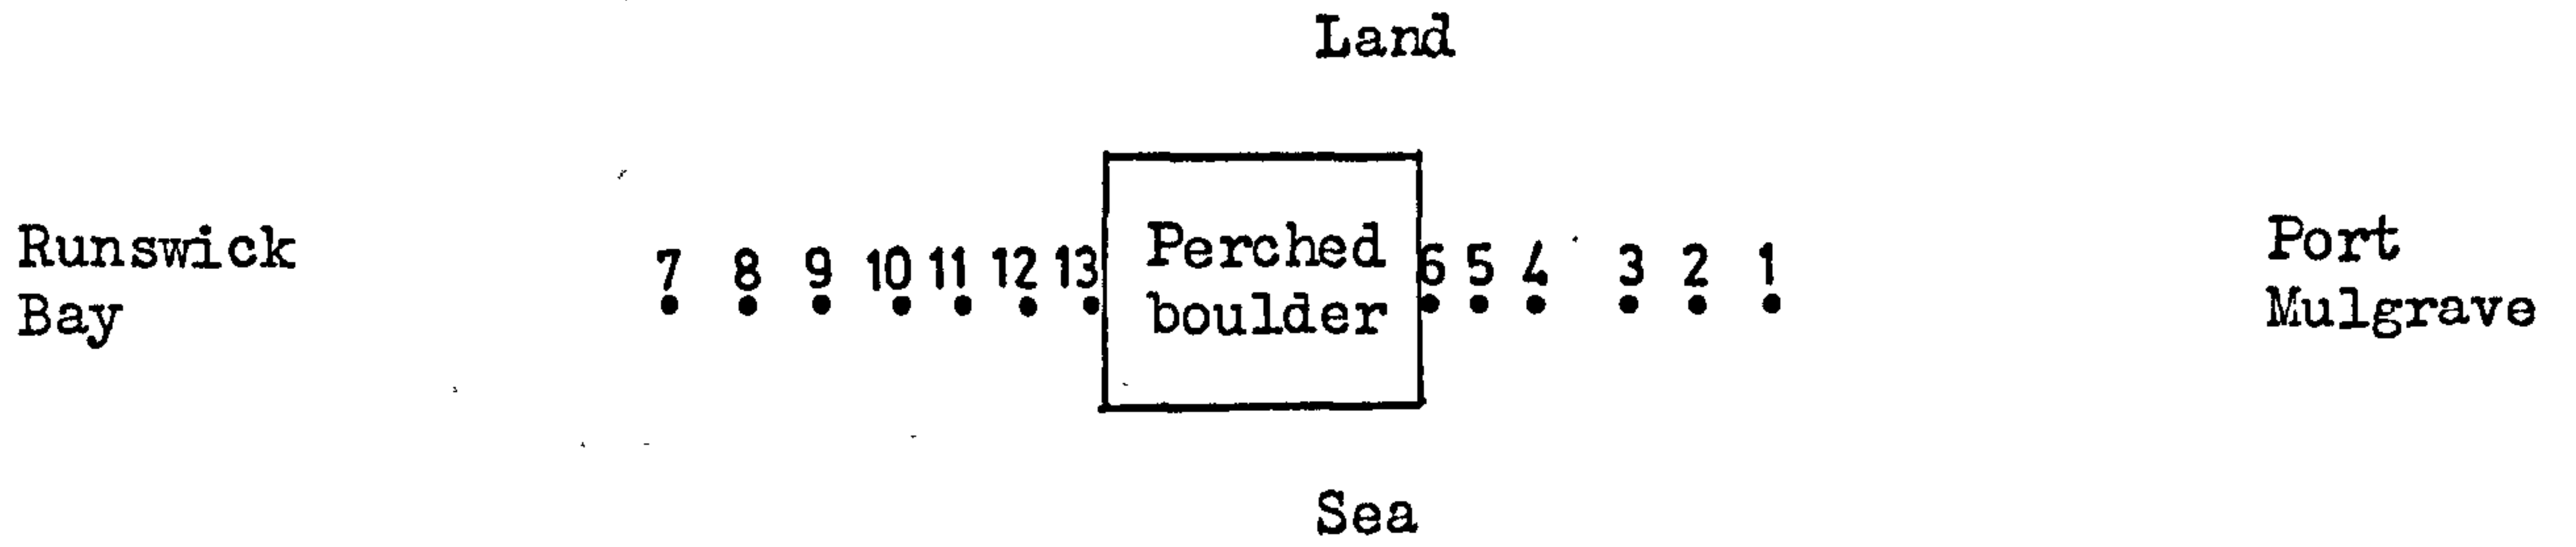 Land
Runswick
Bay
7 8 9 10 11 12 13
Perched
boulder
6 5 4 3 2 1
Port
Mulgrave
Sea